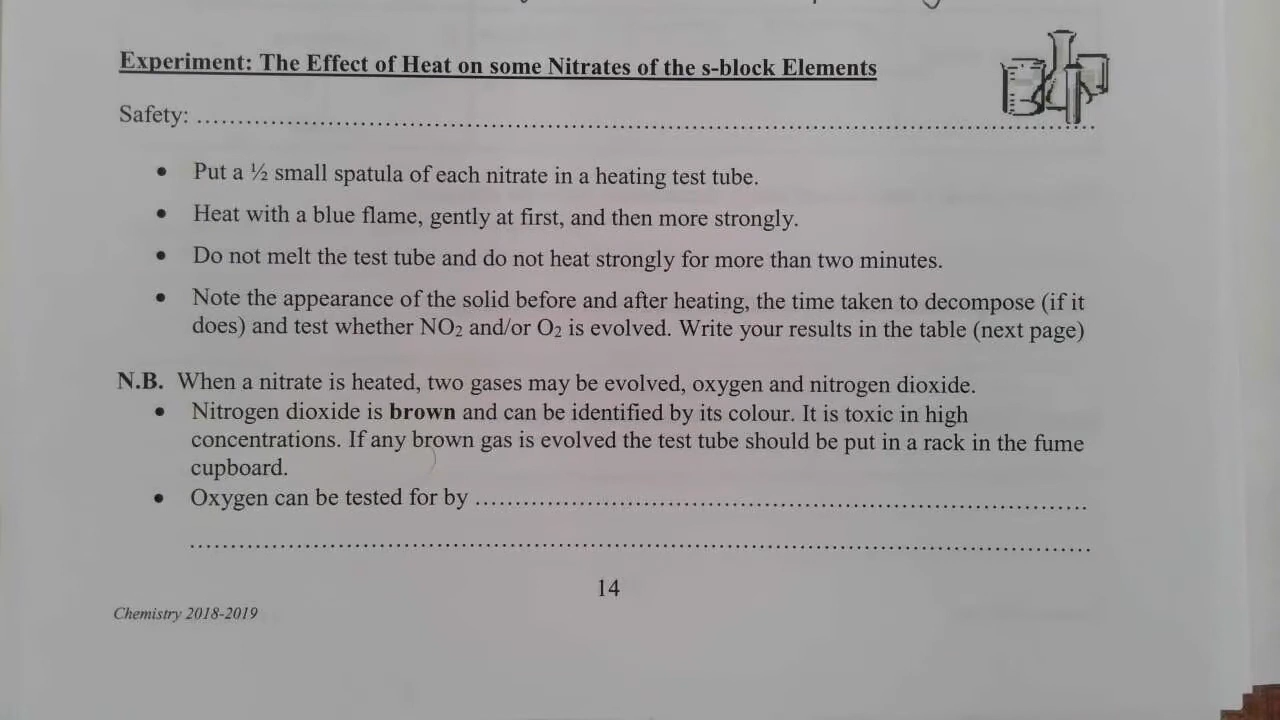 Experiment: The Effect of Heat on some Nitrates of the s-block Elements
Safety: ..............................................................................................................
• Put a ½ small spatula of each nitrate in a heating test tube.
• Heat with a blue flame, gently at first, and then more strongly.
• Do not melt the test tube and do not heat strongly for more than two minutes.
• Note the appearance of the solid before and after heating, the time taken to decompose (if it
does) and test whether NO2 and/or O2 is evolved. Write your results in the table (next page)
N.B. When a nitrate is heated, two gases may be evolved, oxygen and nitrogen dioxide.
• Nitrogen dioxide is brown and can be identified by its colour. It is toxic in high
concentrations. If any brown gas is evolved the test tube should be put in a rack in the fume
cupboard.
• Oxygen can be tested for by ...........................................................................
..............................................................................................................
14
Chemistry 2018-2019